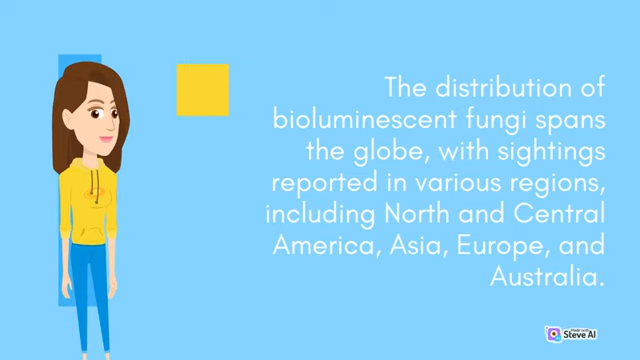 The distribution of
bioluminescent fungi spans
the globe, with sightings
reported in various regions,
including North and Central
America, Asia, Europe, and
Australia.
Made with
Steve AI